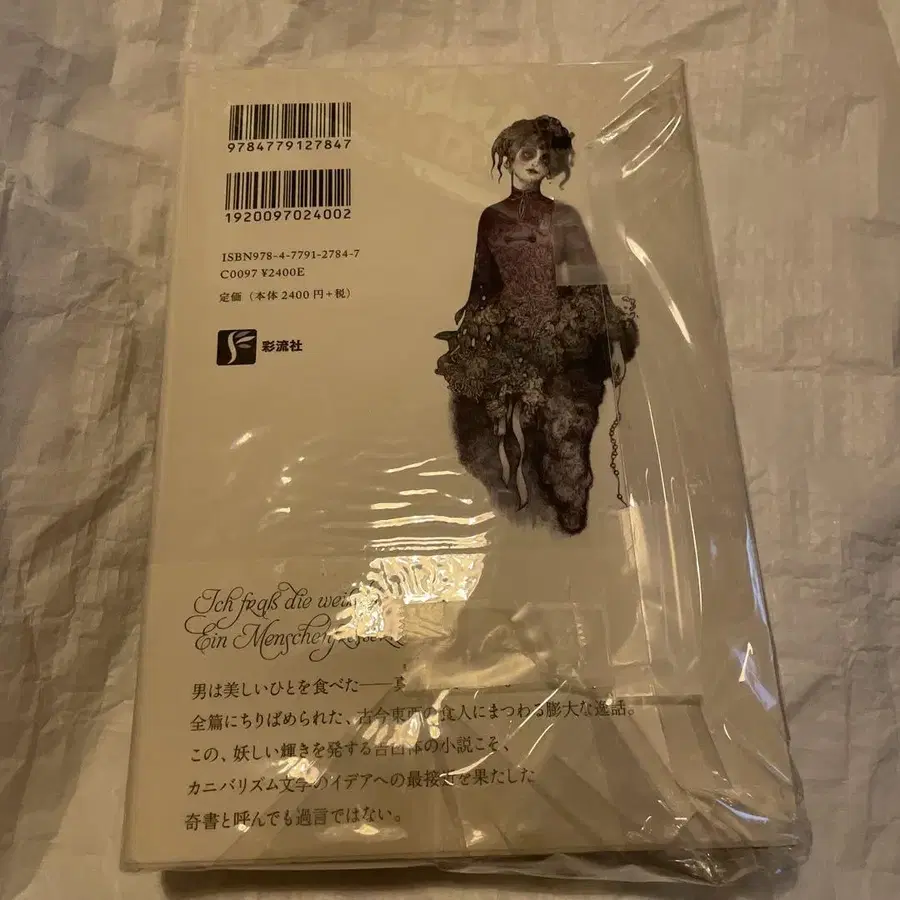 9784779127847
1920097024002
ISBN978-4-7791-2784-7
C0097 ¥2400E
定価（本体 2400 円+税）
彩流社
Ich fraß die
Ein
男は美しいひとを食べた──
全篇にちりばめられた、古今東西の食人にまつわる膨大な逸話。
この、妖しい輝きを発する告白体の小説こそ、
カニバリズム文学のイデアへの最接近を果たした
奇書と呼んでも過言ではない。